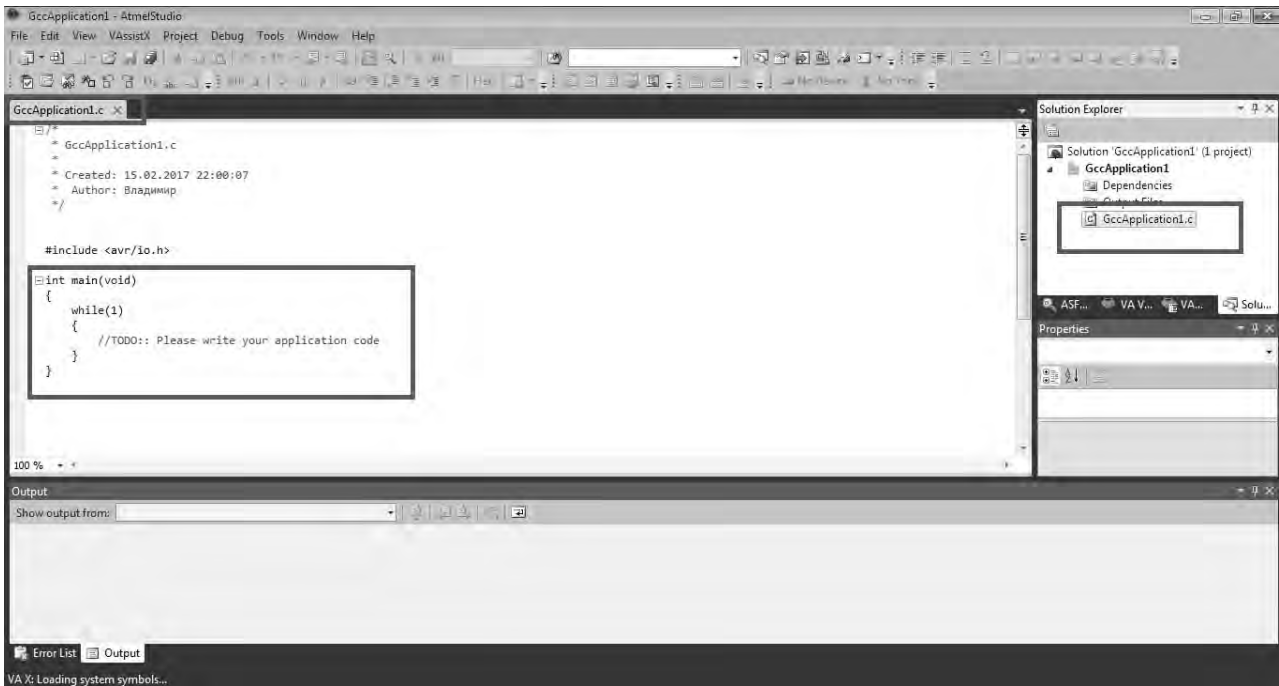 GccApplication1 - AtmelStudio
File Edit View VAssistX Project Debug Tools Window Help
GccApplication1.c
/*
* GccApplication1.c
*
* Created: 15.02.2017 22:00:07
* Author: Владимир
*/
#include <avr/io.h>
int main(void)
{
while(1)
{
//TODO:: Please write your application code
}
}
100 %
Solution Explorer
Solution 'GccApplication1' (1 project)
GccApplication1
Dependencies
Output Files
GccApplication1.c
ASF... VA V... VA... Solu...
Properties
Output
Show output from:
Error List Output
VA X: Loading system symbols...